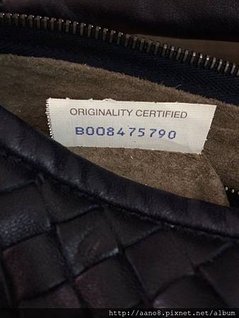 ORIGINALITY CERTIFIED
B008475790
http://aano8.pixnet.net/album